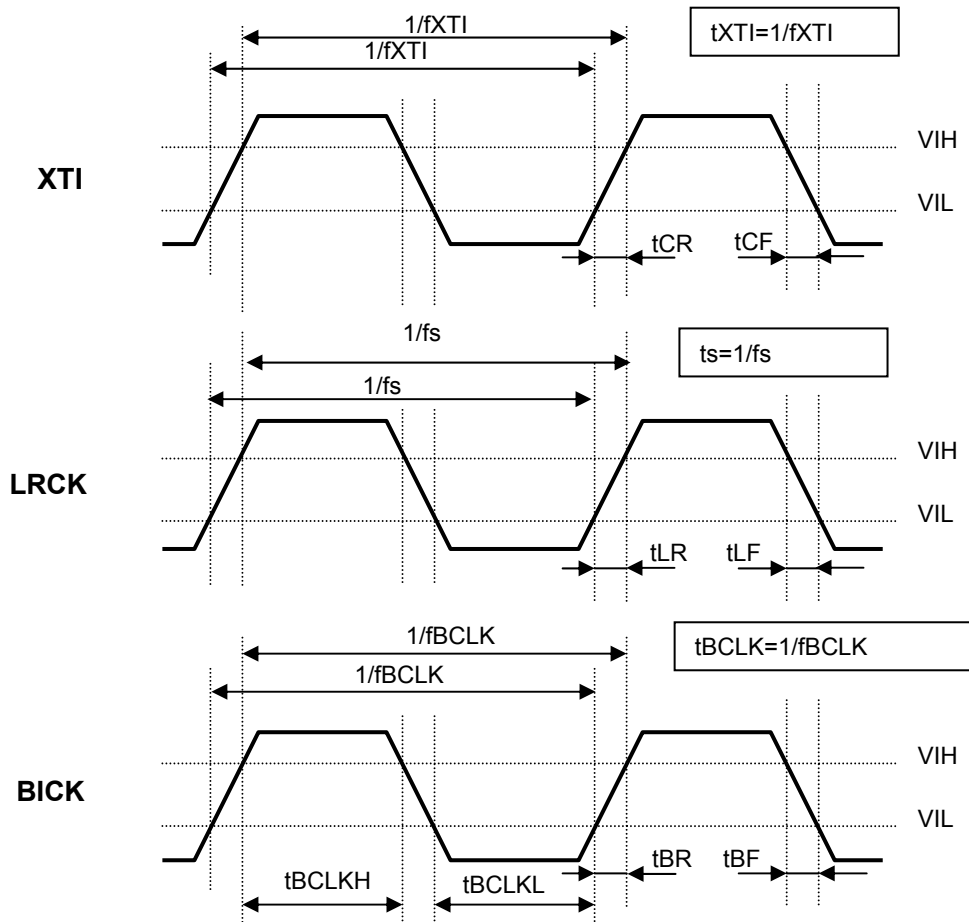 1/fXTI
tXTI=1/fXTI
1/fXTI
VIH
XTI
VIL
tCR
tCF
1/fs
ts=1/fs
1/fs
VIH
LRCK
VIL
tLR
tLF
1/fBCLK
tBCLK=1/fBCLK
1/fBCLK
VIH
BICK
VIL
tBR
tBF
tBCLKH
tBCLKL